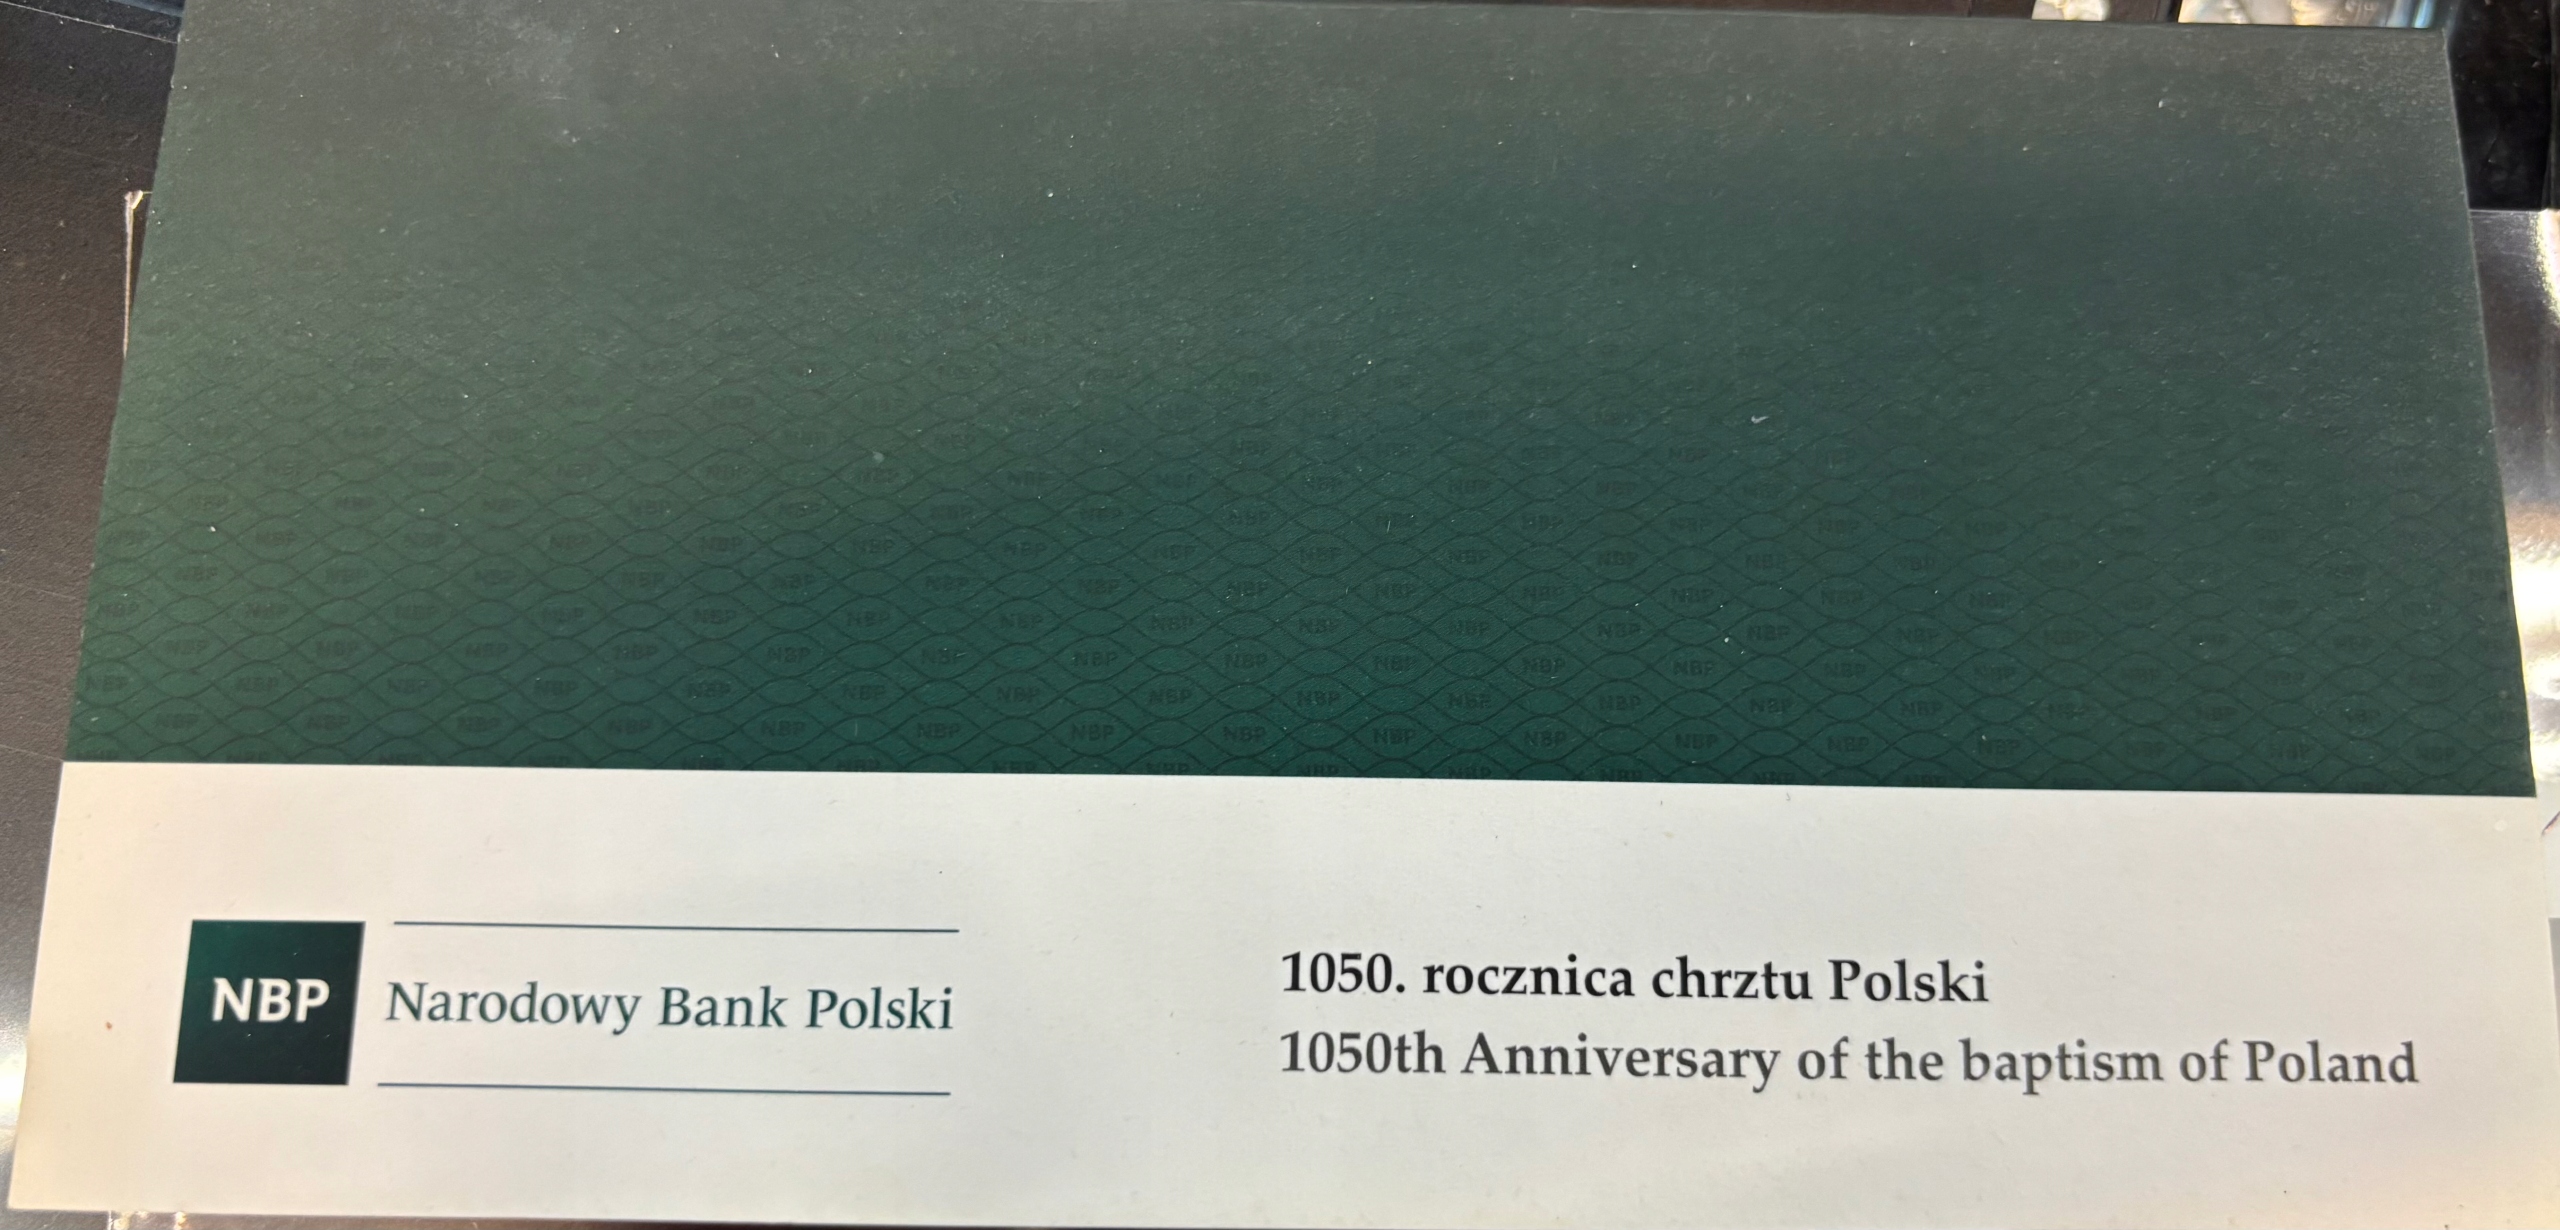 NBP
Narodowy Bank Polski
1050. rocznica chrztu Polski
1050th Anniversary of the baptism of Poland